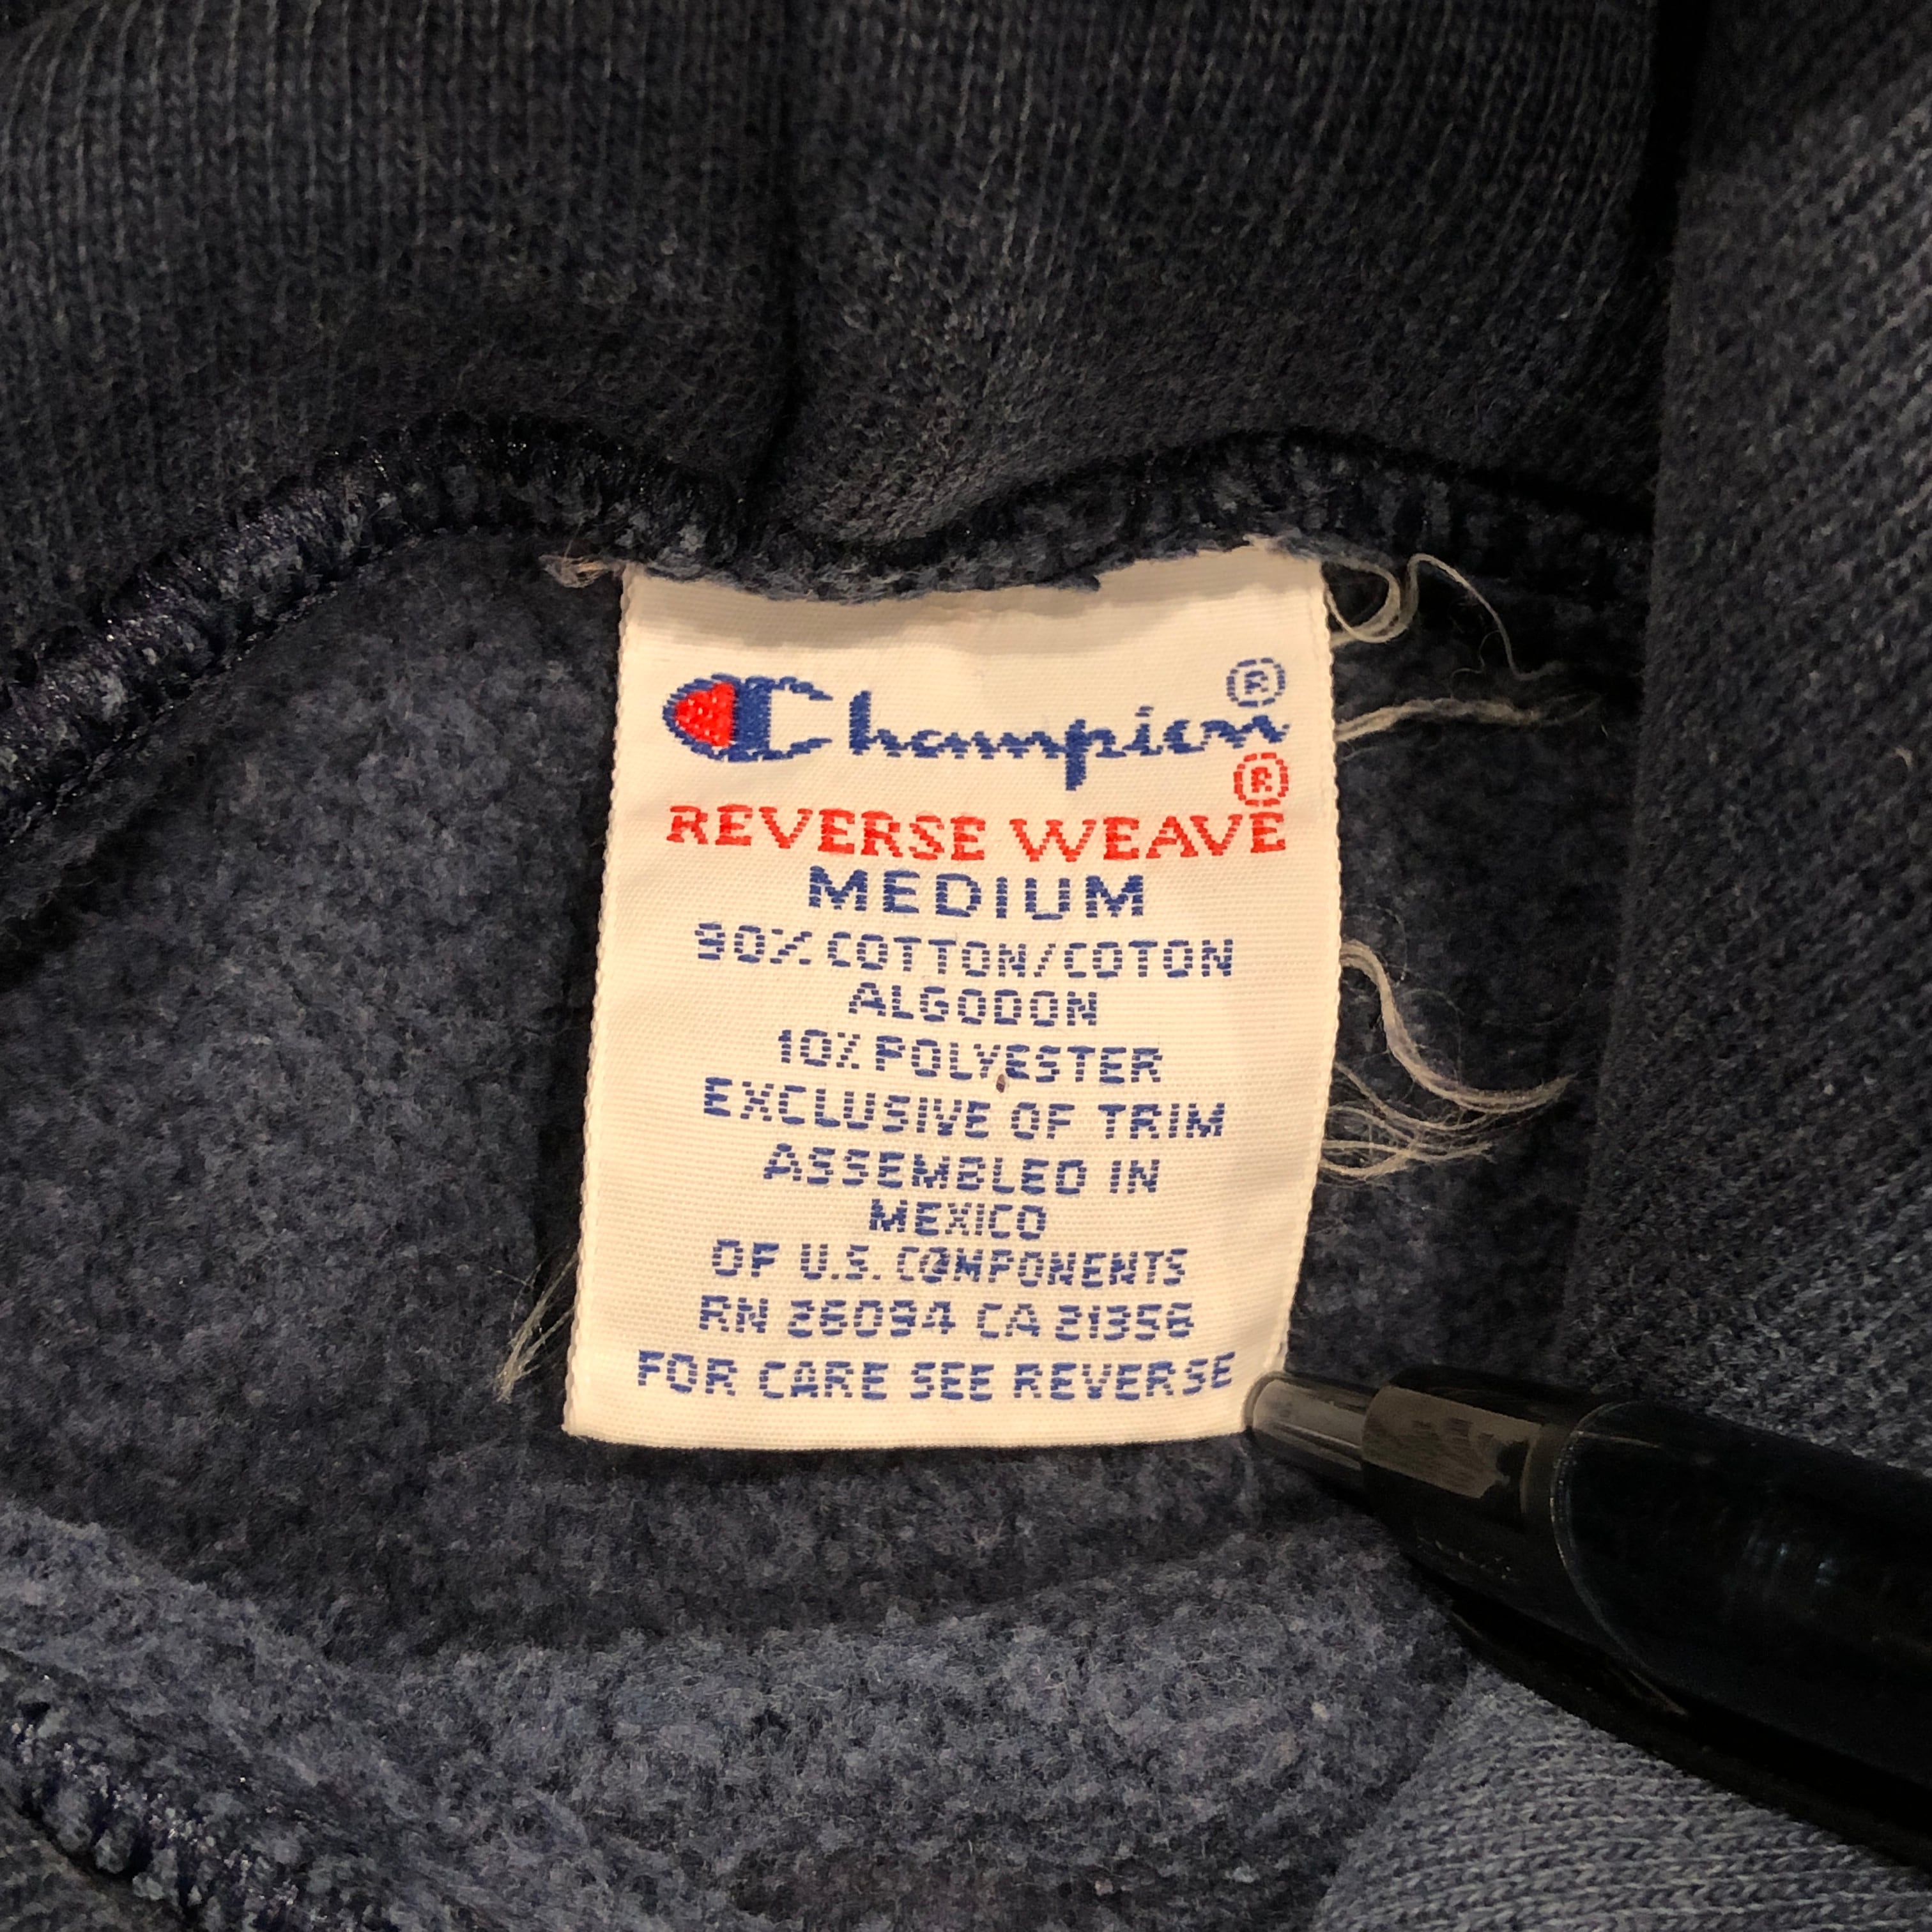 Champion®
REVERSE WEAVE®
MEDIUM
90% COTTON/COTON
ALGODON
10% POLYESTER
EXCLUSIVE OF TRIM
ASSEMBLED IN
MEXICO
OF U.S. COMPONENTS
RN 26094 CA 21356
FOR CARE SEE REVERSE